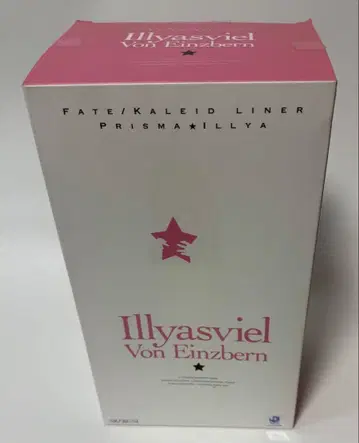 Illyasviel
Von Einzbern
FATE/KALEID LINER
PRISMA★ILLYA
Illyasviel
Von Einzbern